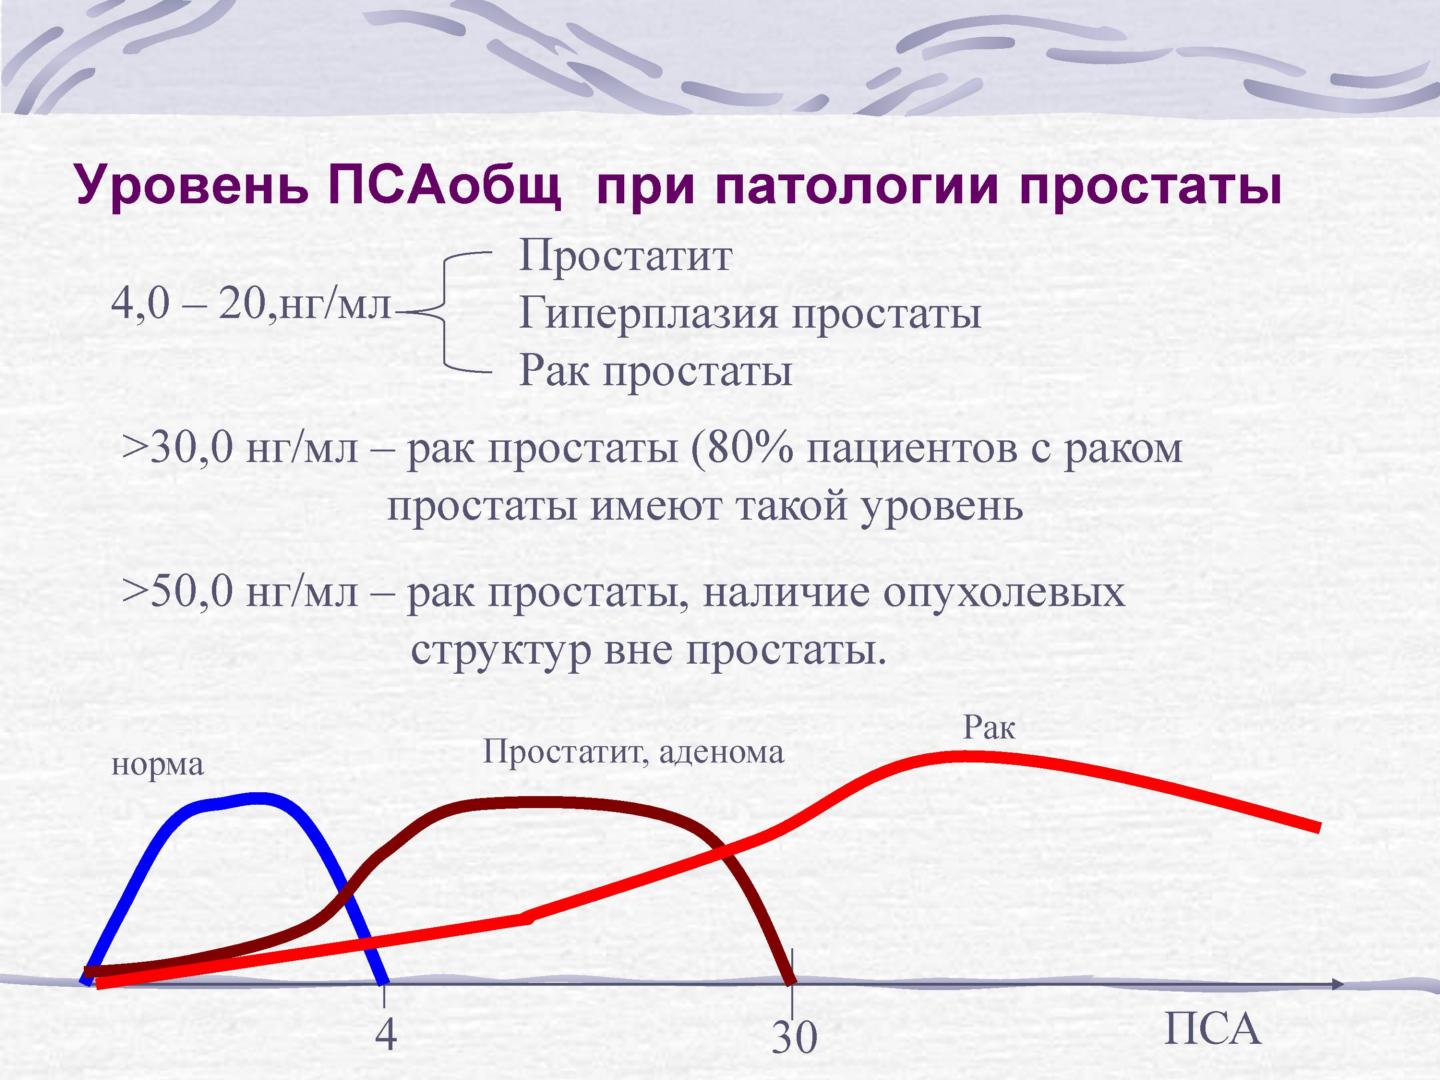 Уровень ПСАобщ при патологии простаты
Простатит
4,0 – 20,нг/мл
Гиперплазия простаты
Рак простаты
>30,0 нг/мл – рак простаты (80% пациентов с раком
простаты имеют такой уровень
>50,0 нг/мл – рак простаты, наличие опухолевых
структур вне простаты.
Рак
Простатит, аденома
норма
4
30
ПСА